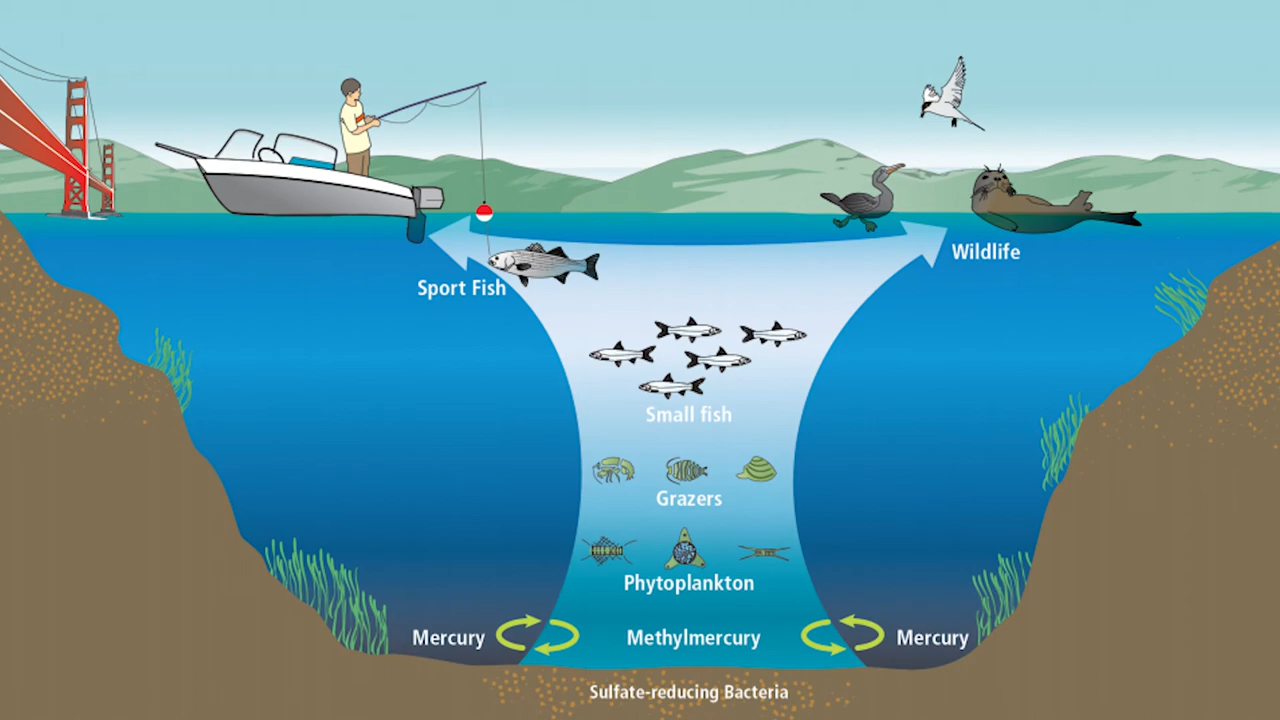 Wildlife
Sport Fish
Small fish
Grazers
Phytoplankton
Mercury
Methylmercury
Mercury
Sulfate-reducing Bacteria